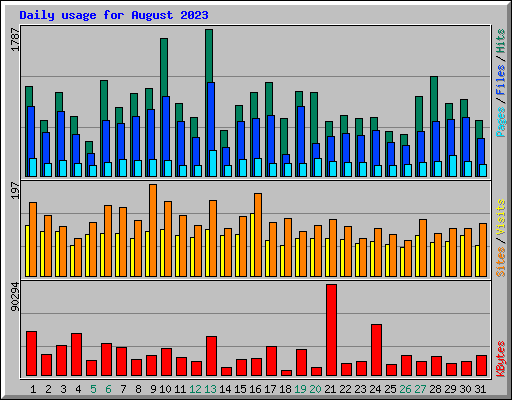 Daily usage for August 2023
1787
Pages / Files / Hits
197
Sites / Visits
90294
KBytes
1 2 3 4 5 6 7 8 9 10 11 12 13 14 15 16 17 18 19 20 21 22 23 24 25 26 27 28 29 30 31